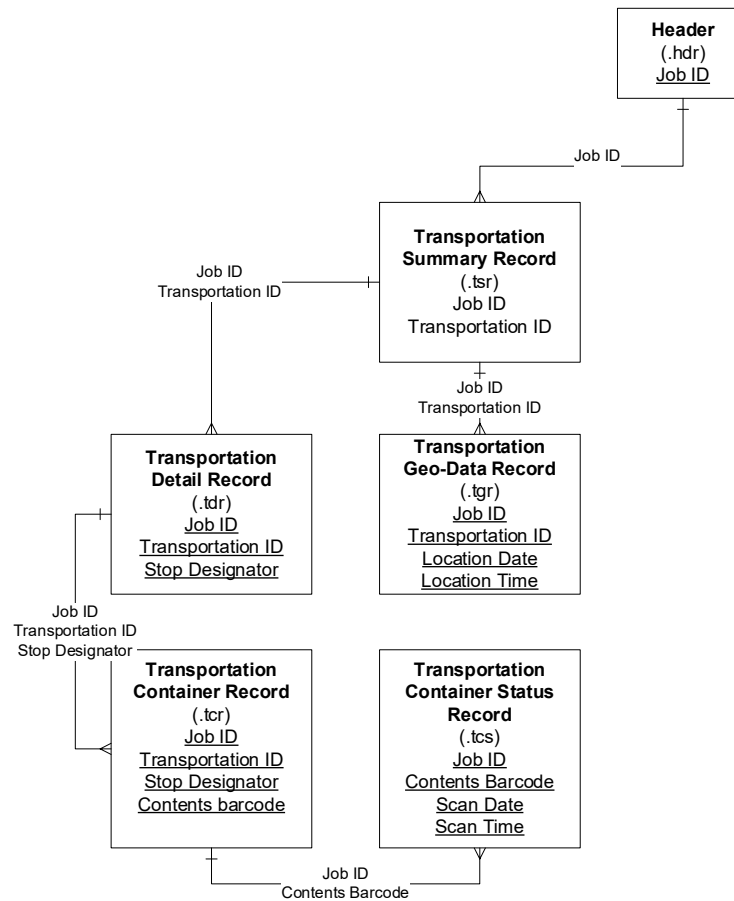 Header
(.hdr)
Job ID
Job ID
Transportation
Summary Record
(.tsr)
Job ID
Transportation ID
Job ID
Transportation ID
Job ID
Transportation ID
Transportation
Detail Record
(.tdr)
Job ID
Transportation ID
Stop Designator
Transportation
Geo-Data Record
(.tgr)
Job ID
Transportation ID
Location Date
Location Time
Job ID
Transportation ID
Stop Designator
Transportation
Container Record
(.tcr)
Job ID
Transportation ID
Stop Designator
Contents barcode
Transportation
Container Status
Record
(.tcs)
Job ID
Contents Barcode
Scan Date
Scan Time
Job ID
Contents Barcode